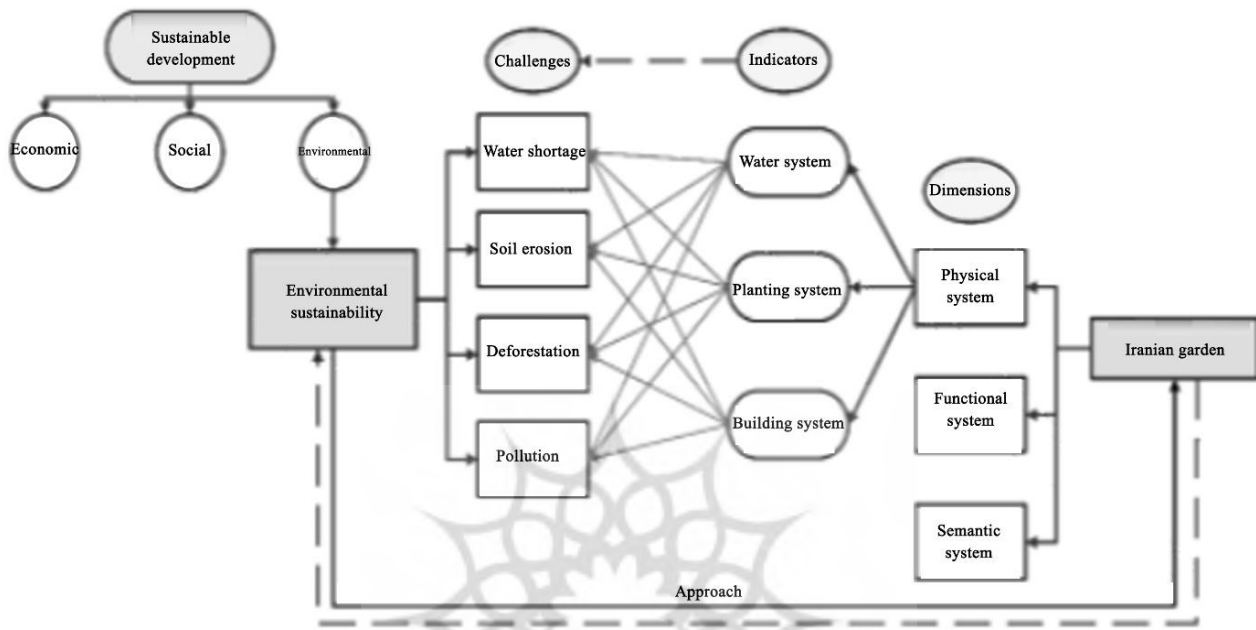 Sustainable
development
Economic
Social
Environmental
Environmental
sustainability
Challenges
Indicators
Water shortage
Soil erosion
Deforestation
Pollution
Water system
Planting system
Building system
Dimensions
Physical
system
Functional
system
Semantic
system
Iranian garden
Approach